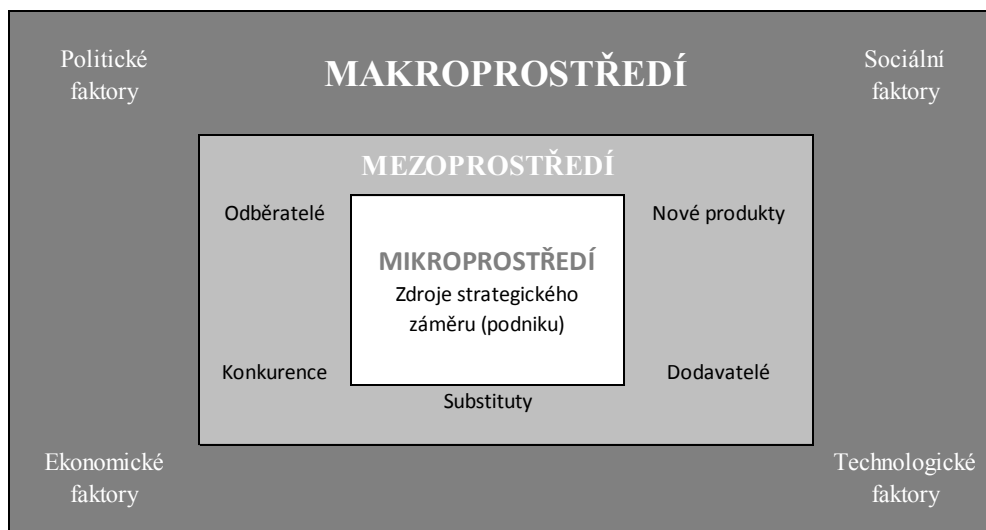 Politické
faktory
MAKROPROSTŘEDÍ
Sociální
faktory
MEZOPROSTŘEDÍ
Odběratelé
Nové produkty
MIKROPROSTŘEDÍ
Zdroje strategického
záměru (podniku)
Konkurence
Dodavatelé
Substituty
Ekonomické
faktory
Technologické
faktory